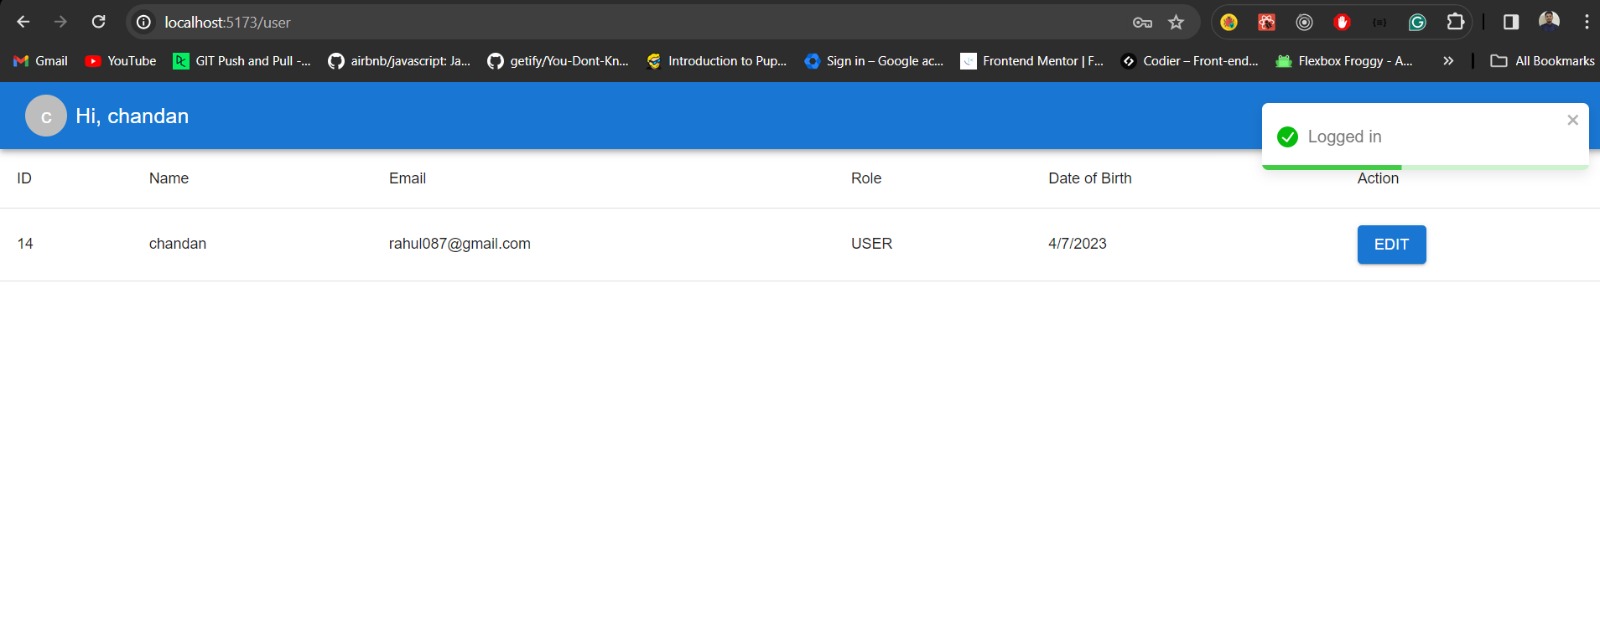 localhost:5173/user
Gmail YouTube GIT Push and Pull -... airbnb/javascript: Ja... getify/You-Dont-Kn... Introduction to Pup... Sign in – Google ac... Frontend Mentor | F... Codier – Front-end... Flexbox Froggy - A... » All Bookmarks
c Hi, chandan
Logged in
ID Name Email Role Date of Birth Action
14 chandan rahul087@gmail.com USER 4/7/2023 EDIT